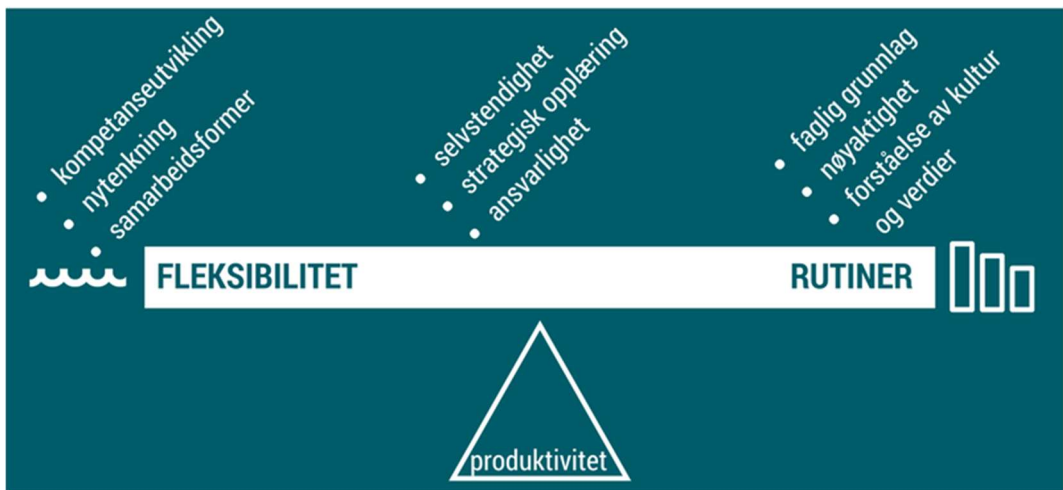 kompetanseutvikling
nytenkning
samarbeidsformer
selvstendighet
strategisk opplæring
ansvarlighet
faglig grunnlag
nøyaktighet
forståelse av kultur
og verdier
FLEKSIBILITET
RUTINER
produktivitet